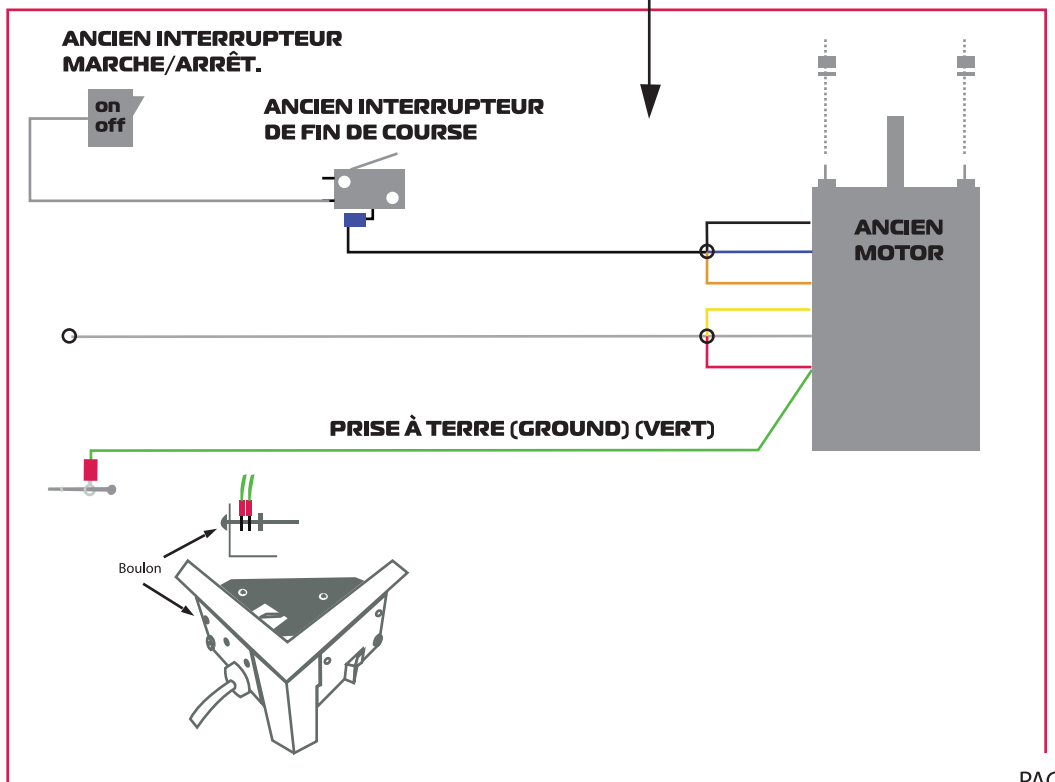 ANCIEN INTERRUPTEUR
MARCHE/ARRÊT.
on
off
ANCIEN INTERRUPTEUR
DE FIN DE COURSE
ANCIEN
MOTOR
PRISE À TERRE (GROUND) (VERT)
Boulon